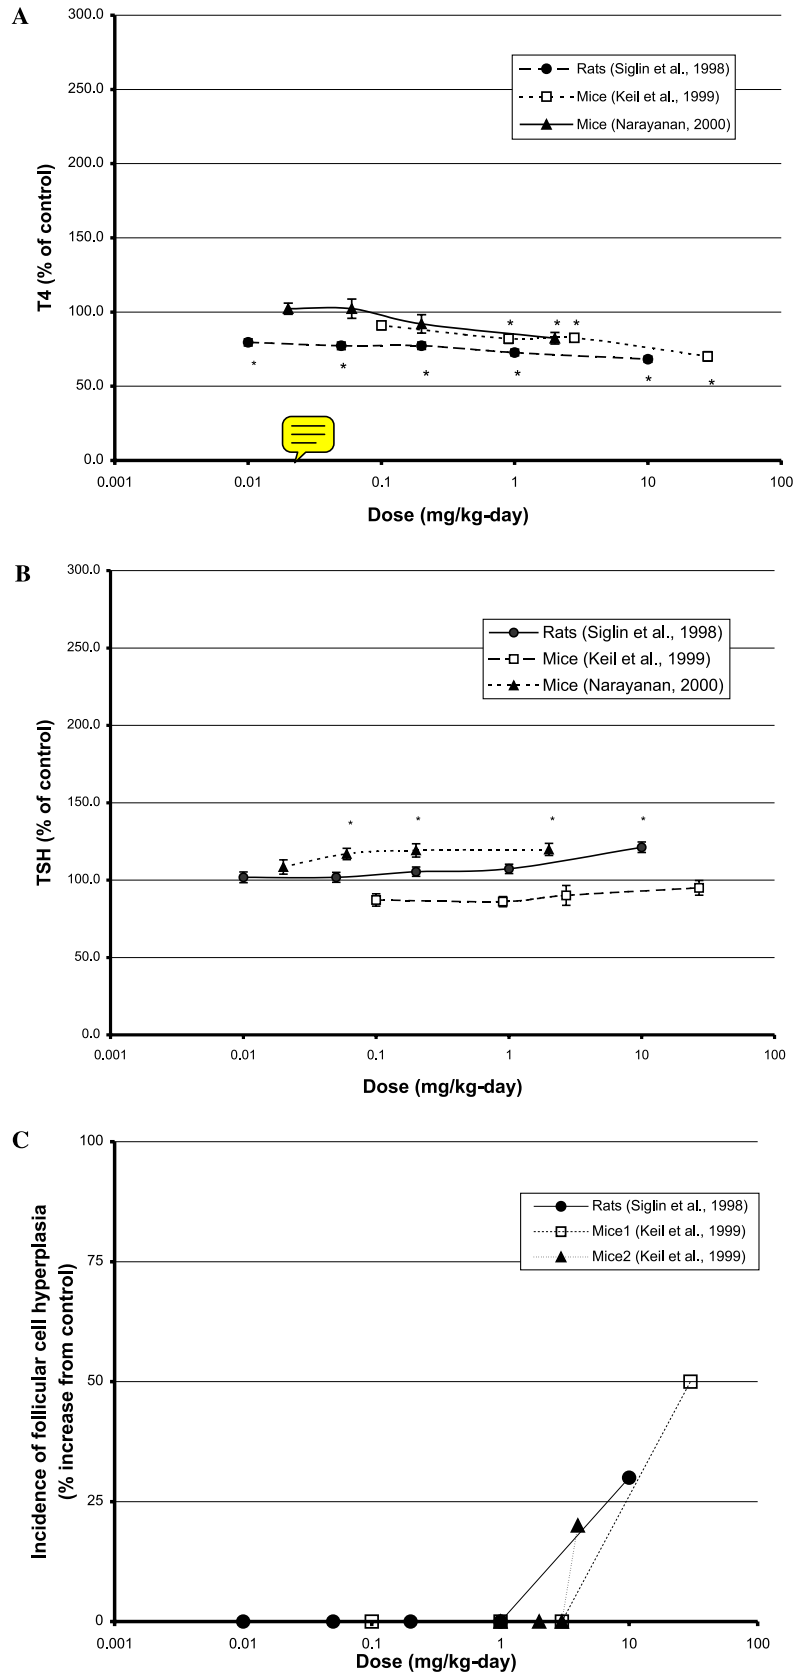 A
300.0
250.0
200.0
150.0
100.0
50.0
0.0
T4 (% of control)
Rats (Siglin et al., 1998)
Mice (Keil et al., 1999)
Mice (Narayanan, 2000)
* * *
* * * * * *
0.001 0.01 0.1 1 10 100
Dose (mg/kg-day)
B
300.0
250.0
200.0
150.0
100.0
50.0
0.0
TSH (% of control)
Rats (Siglin et al., 1998)
Mice (Keil et al., 1999)
Mice (Narayanan, 2000)
* * * *
0.001 0.01 0.1 1 10 100
Dose (mg/kg-day)
C
100
75
50
25
0
Incidence of follicular cell hyperplasia
(% increase from control)
Rats (Siglin et al., 1998)
Mice1 (Keil et al., 1999)
Mice2 (Keil et al., 1999)
0.001 0.01 0.1 1 10 100
Dose (mg/kg-day)